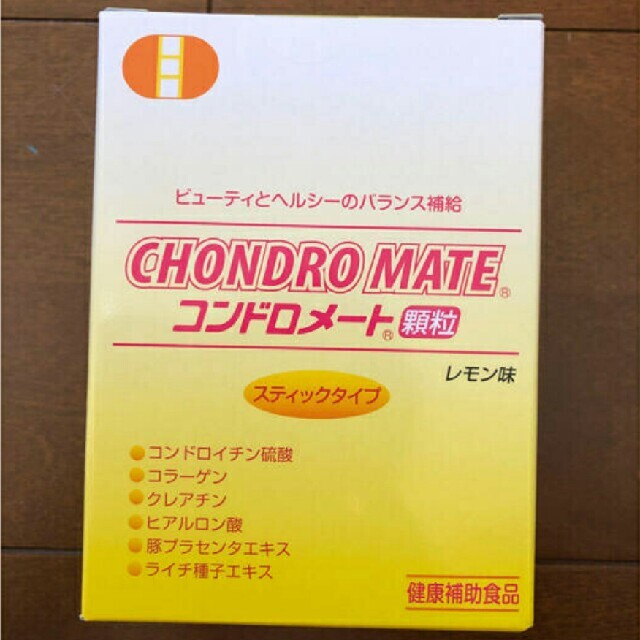 ビューティとヘルシーのバランス補給
CHONDRO MATE®
コンドロメート® 顆粒
レモン味
スティックタイプ
●コンドロイチン硫酸
●コラーゲン
●クレアチン
●ヒアルロン酸
●豚プラセンタエキス
●ライチ種子エキス
健康補助食品